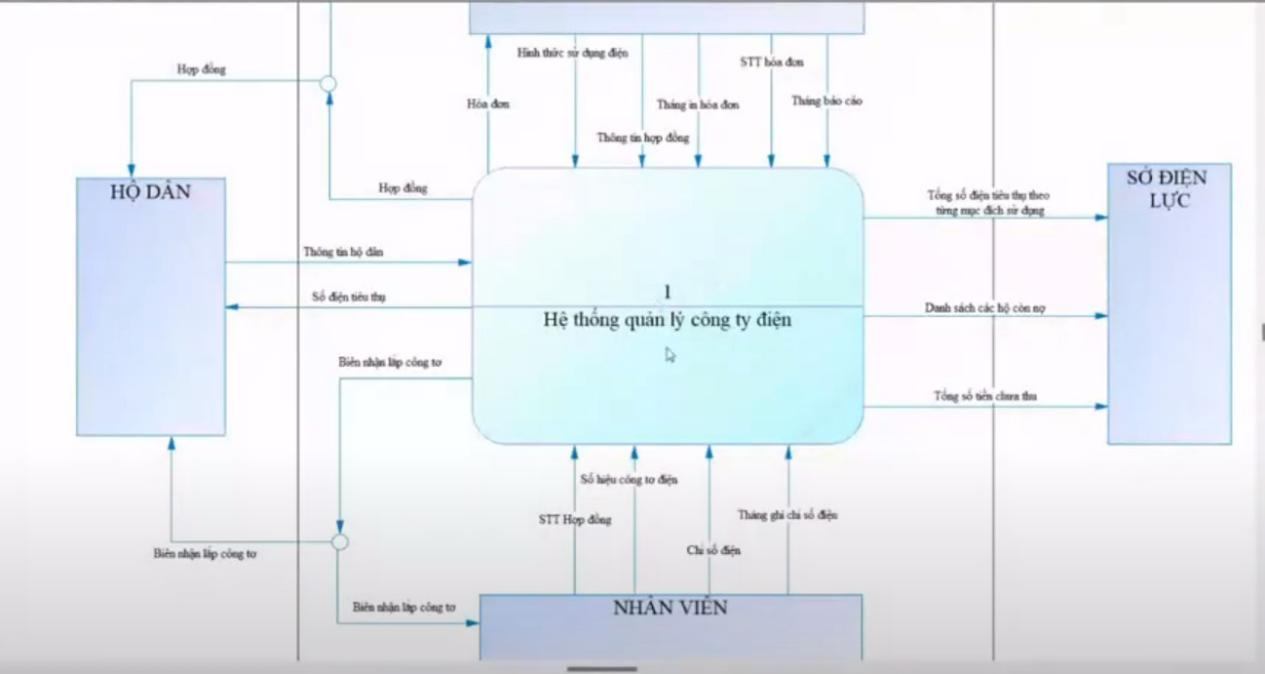 Hình thức sử dụng điện
STT hóa đơn
Hợp đồng
Hóa đơn
Tháng in hóa đơn
Tháng báo cáo
Thông tin hợp đồng
HỘ DÂN
Hợp đồng
SỞ ĐIỆN
LỰC
Tổng số điện tiêu thụ theo
từng mục đích sử dụng
Thông tin hộ dân
Số điện tiêu thụ
1
Hệ thống quản lý công ty điện
Danh sách các hộ còn nợ
Biên nhận lắp công tơ
Tổng số tiền chưa thu
Số hiệu công tơ điện
STT Hợp đồng
Tháng ghi chỉ số điện
Chỉ số điện
Biên nhận lắp công tơ
Biên nhận lắp công tơ
NHÂN VIÊN